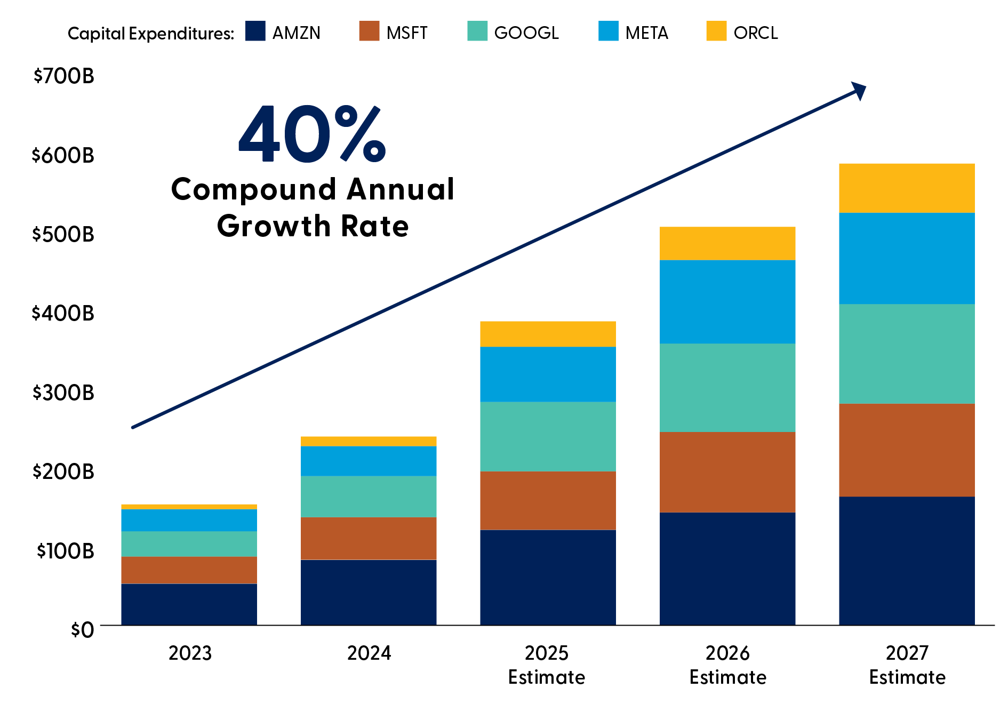 Capital Expenditures: AMZN MSFT GOOGL META ORCL
$700B
40%
$600B
Compound Annual
Growth Rate
$500B
$400B
$300B
$200B
$100B
$0
2023 2024 2025 2026 2027
Estimate Estimate Estimate